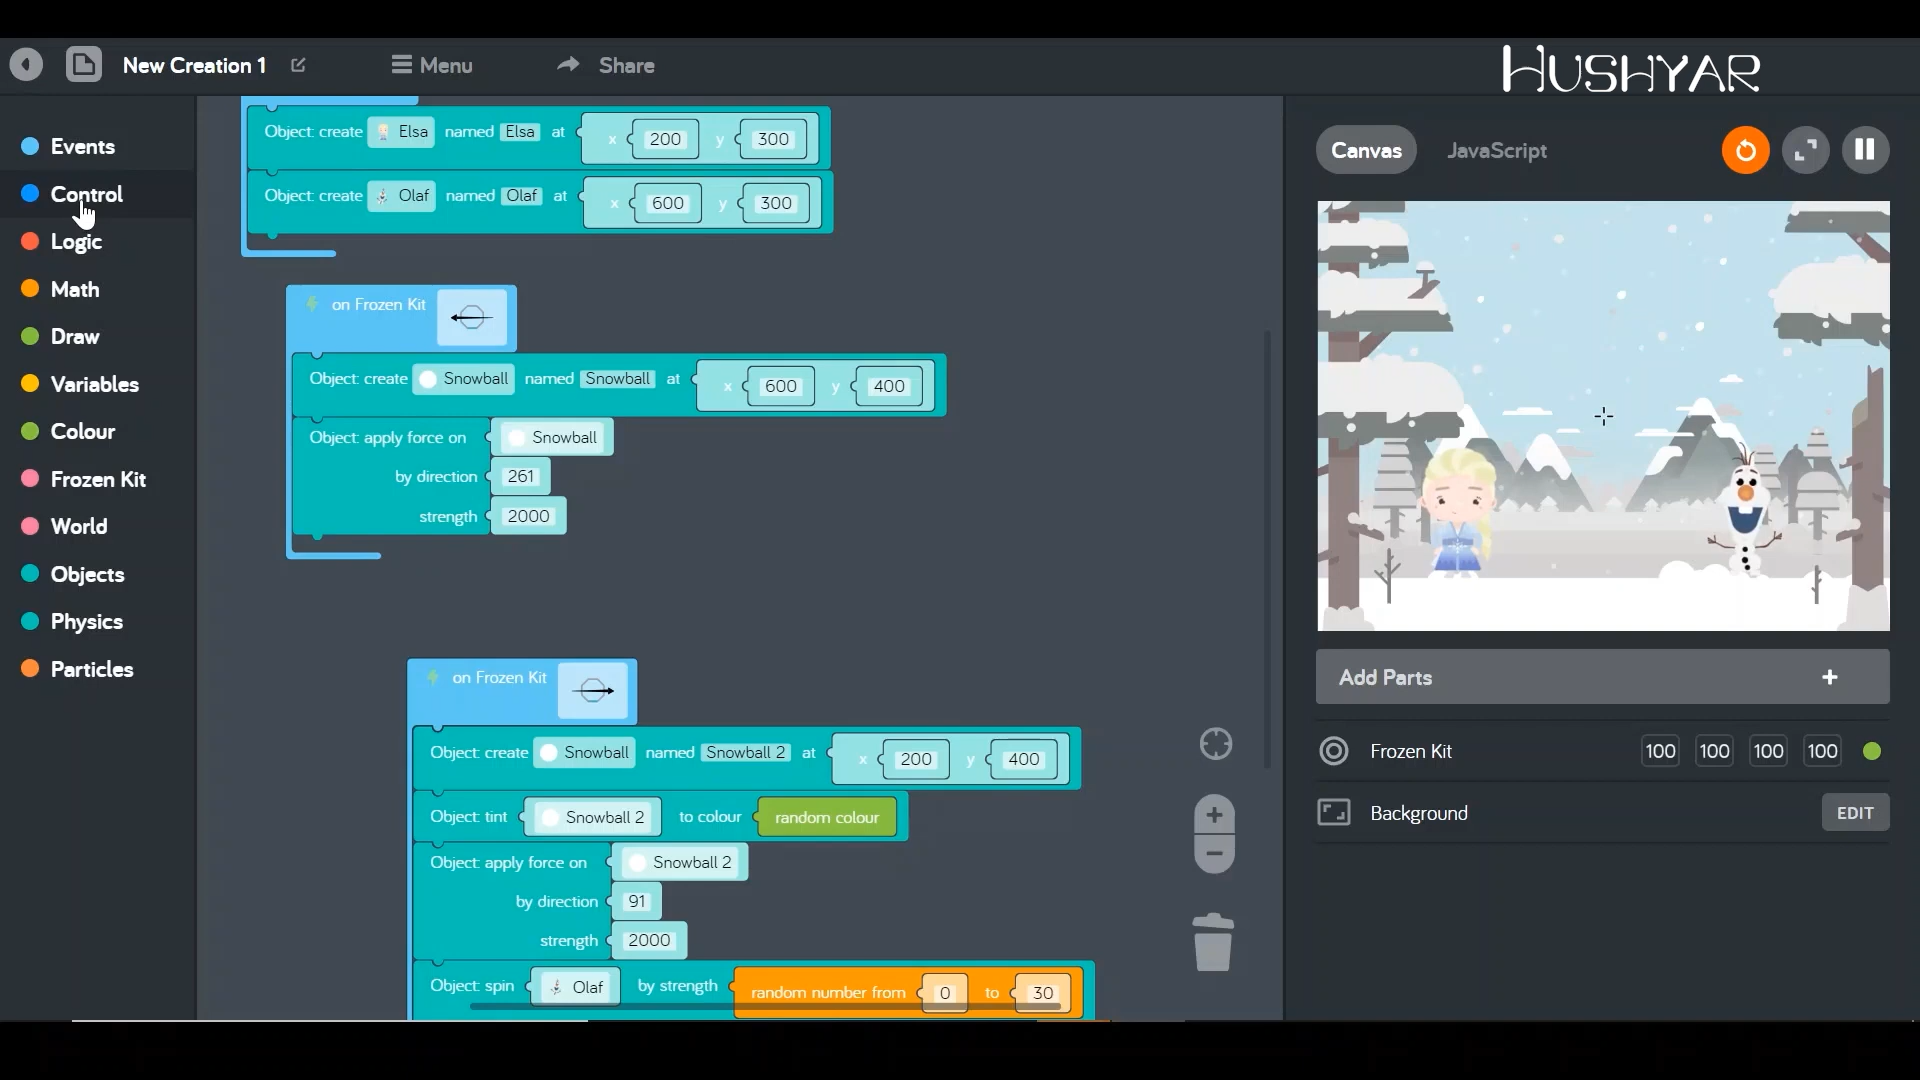 New Creation 1
Menu
Share
HUSHYAR
Events
Control
Logic
Math
Draw
Variables
Colour
Frozen Kit
World
Objects
Physics
Particles
Object: create Elsa named Elsa at x 200 y 300
Object: create Olaf named Olaf at x 600 y 300
on Frozen Kit
Object: create Snowball named Snowball at x 600 y 400
Object: apply force on Snowball
by direction 261
strength 2000
on Frozen Kit
Object: create Snowball named Snowball 2 at x 200 y 400
Object: tint Snowball 2 to colour random colour
Object: apply force on Snowball 2
by direction 91
strength 2000
Object: spin Olaf by strength random number from 0 to 30
Canvas
JavaScript
Add Parts +
Frozen Kit 100 100 100 100
Background EDIT